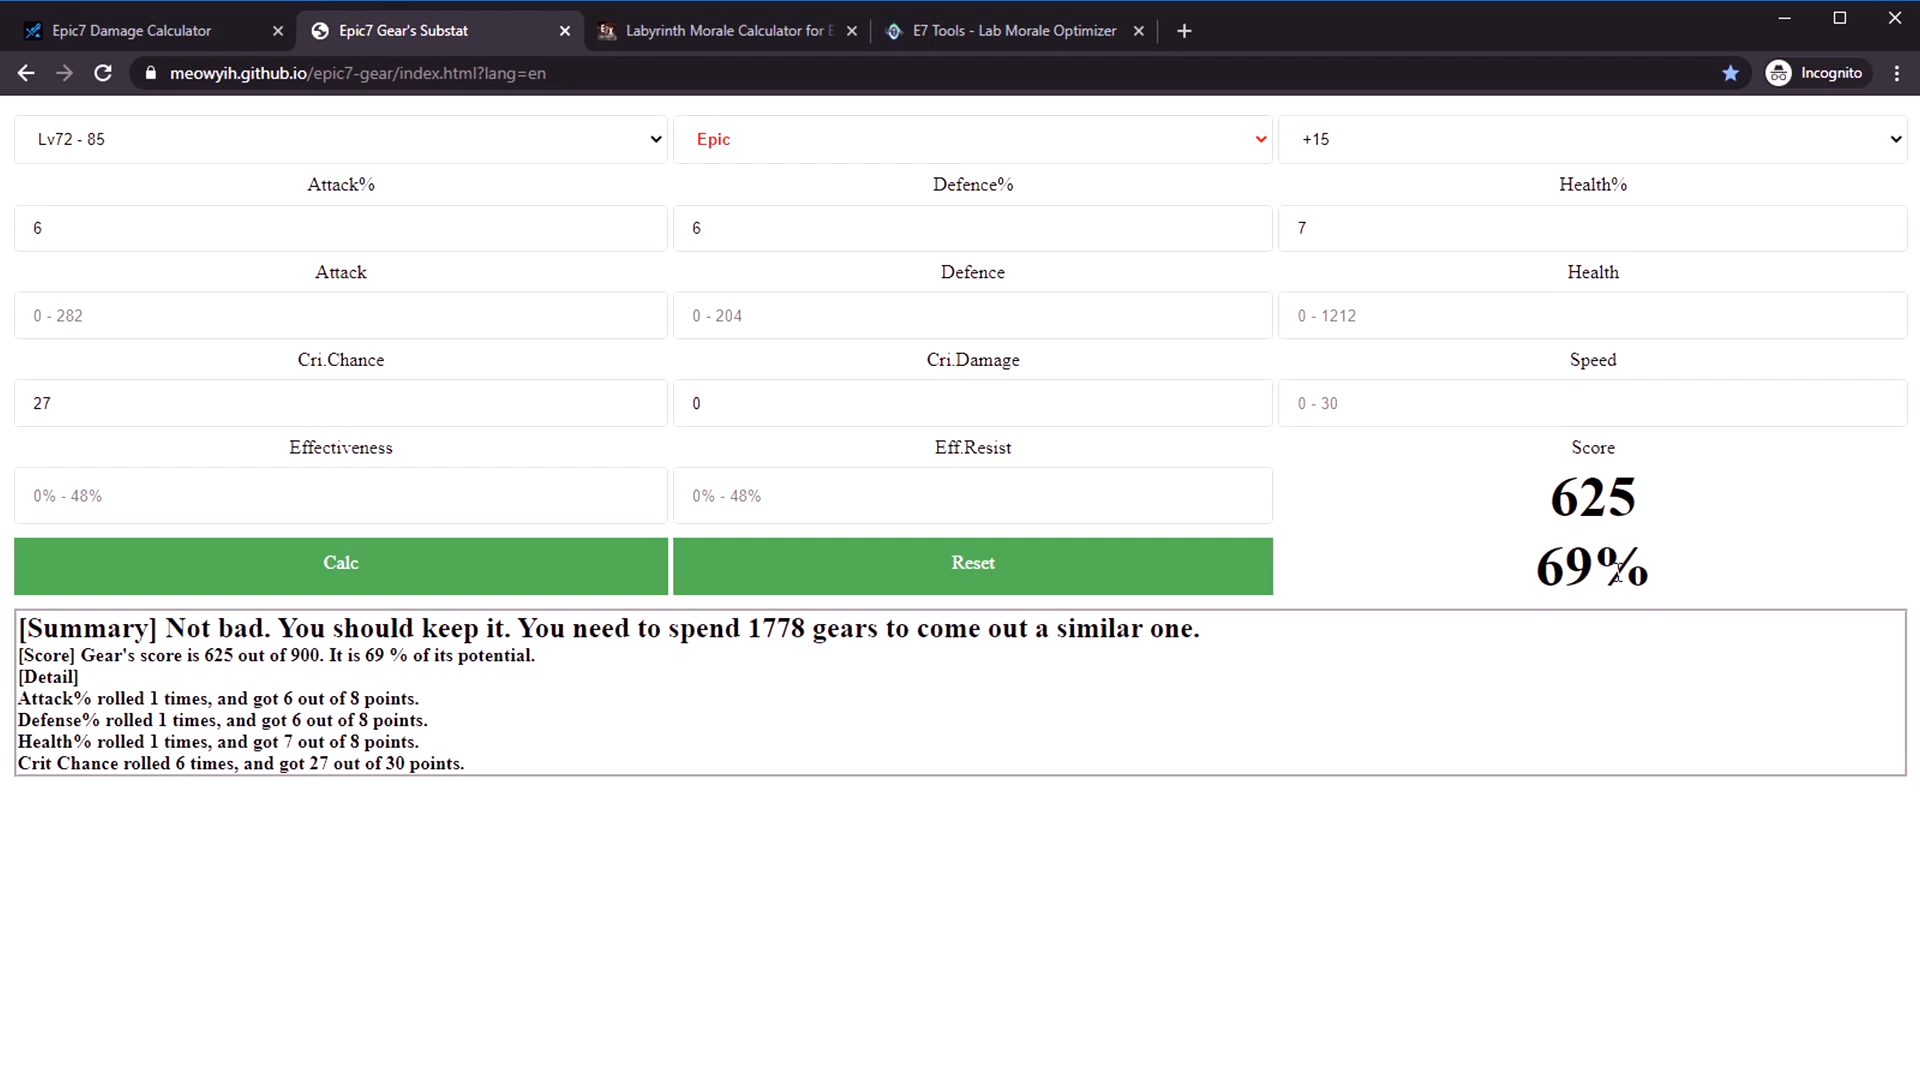 Epic7 Damage Calculator
Epic7 Gear's Substat
Labyrinth Morale Calculator for E
E7 Tools - Lab Morale Optimizer
meowyih.github.io/epic7-gear/index.html?lang=en
Incognito
Lv72 - 85
Epic
+15
Attack%
Defence%
Health%
6
6
7
Attack
Defence
Health
0 - 282
0 - 204
0 - 1212
Cri.Chance
Cri.Damage
Speed
27
0
0 - 30
Effectiveness
Eff.Resist
Score
0% - 48%
0% - 48%
625
Calc
Reset
69%
[Summary] Not bad. You should keep it. You need to spend 1778 gears to come out a similar one.
[Score] Gear's score is 625 out of 900. It is 69 % of its potential.
[Detail]
Attack% rolled 1 times, and got 6 out of 8 points.
Defense% rolled 1 times, and got 6 out of 8 points.
Health% rolled 1 times, and got 7 out of 8 points.
Crit Chance rolled 6 times, and got 27 out of 30 points.